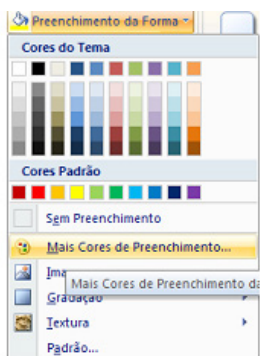 Preenchimento da Forma
Cores do Tema
Cores Padrão
Sem Preenchimento
Mais Cores de Preenchimento...
Mais Cores de Preenchimento da
Gradação
Textura
Padrão...